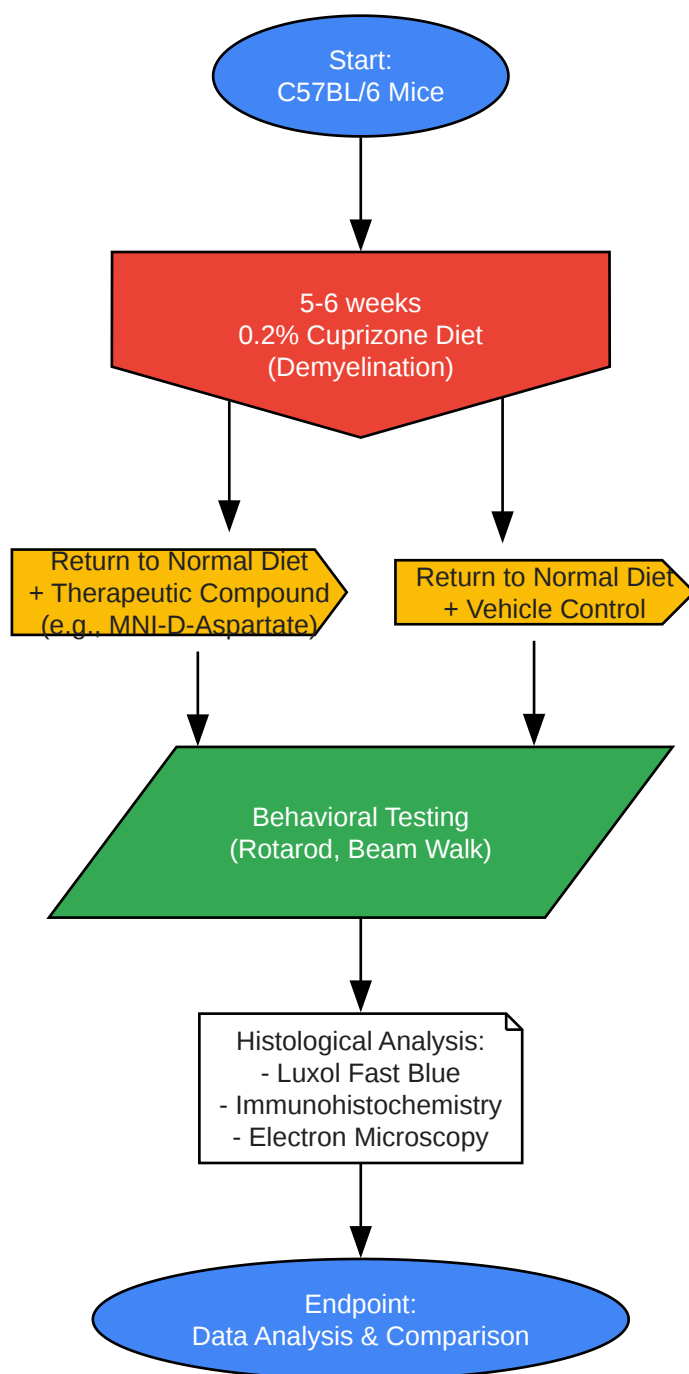 Start:
C57BL/6 Mice
5-6 weeks
0.2% Cuprizone Diet
(Demyelination)
Return to Normal Diet
+ Therapeutic Compound
(e.g., MNI-D-Aspartate)
Return to Normal Diet
+ Vehicle Control
Behavioral Testing
(Rotarod, Beam Walk)
Histological Analysis:
- Luxol Fast Blue
- Immunohistochemistry
- Electron Microscopy
Endpoint:
Data Analysis & Comparison